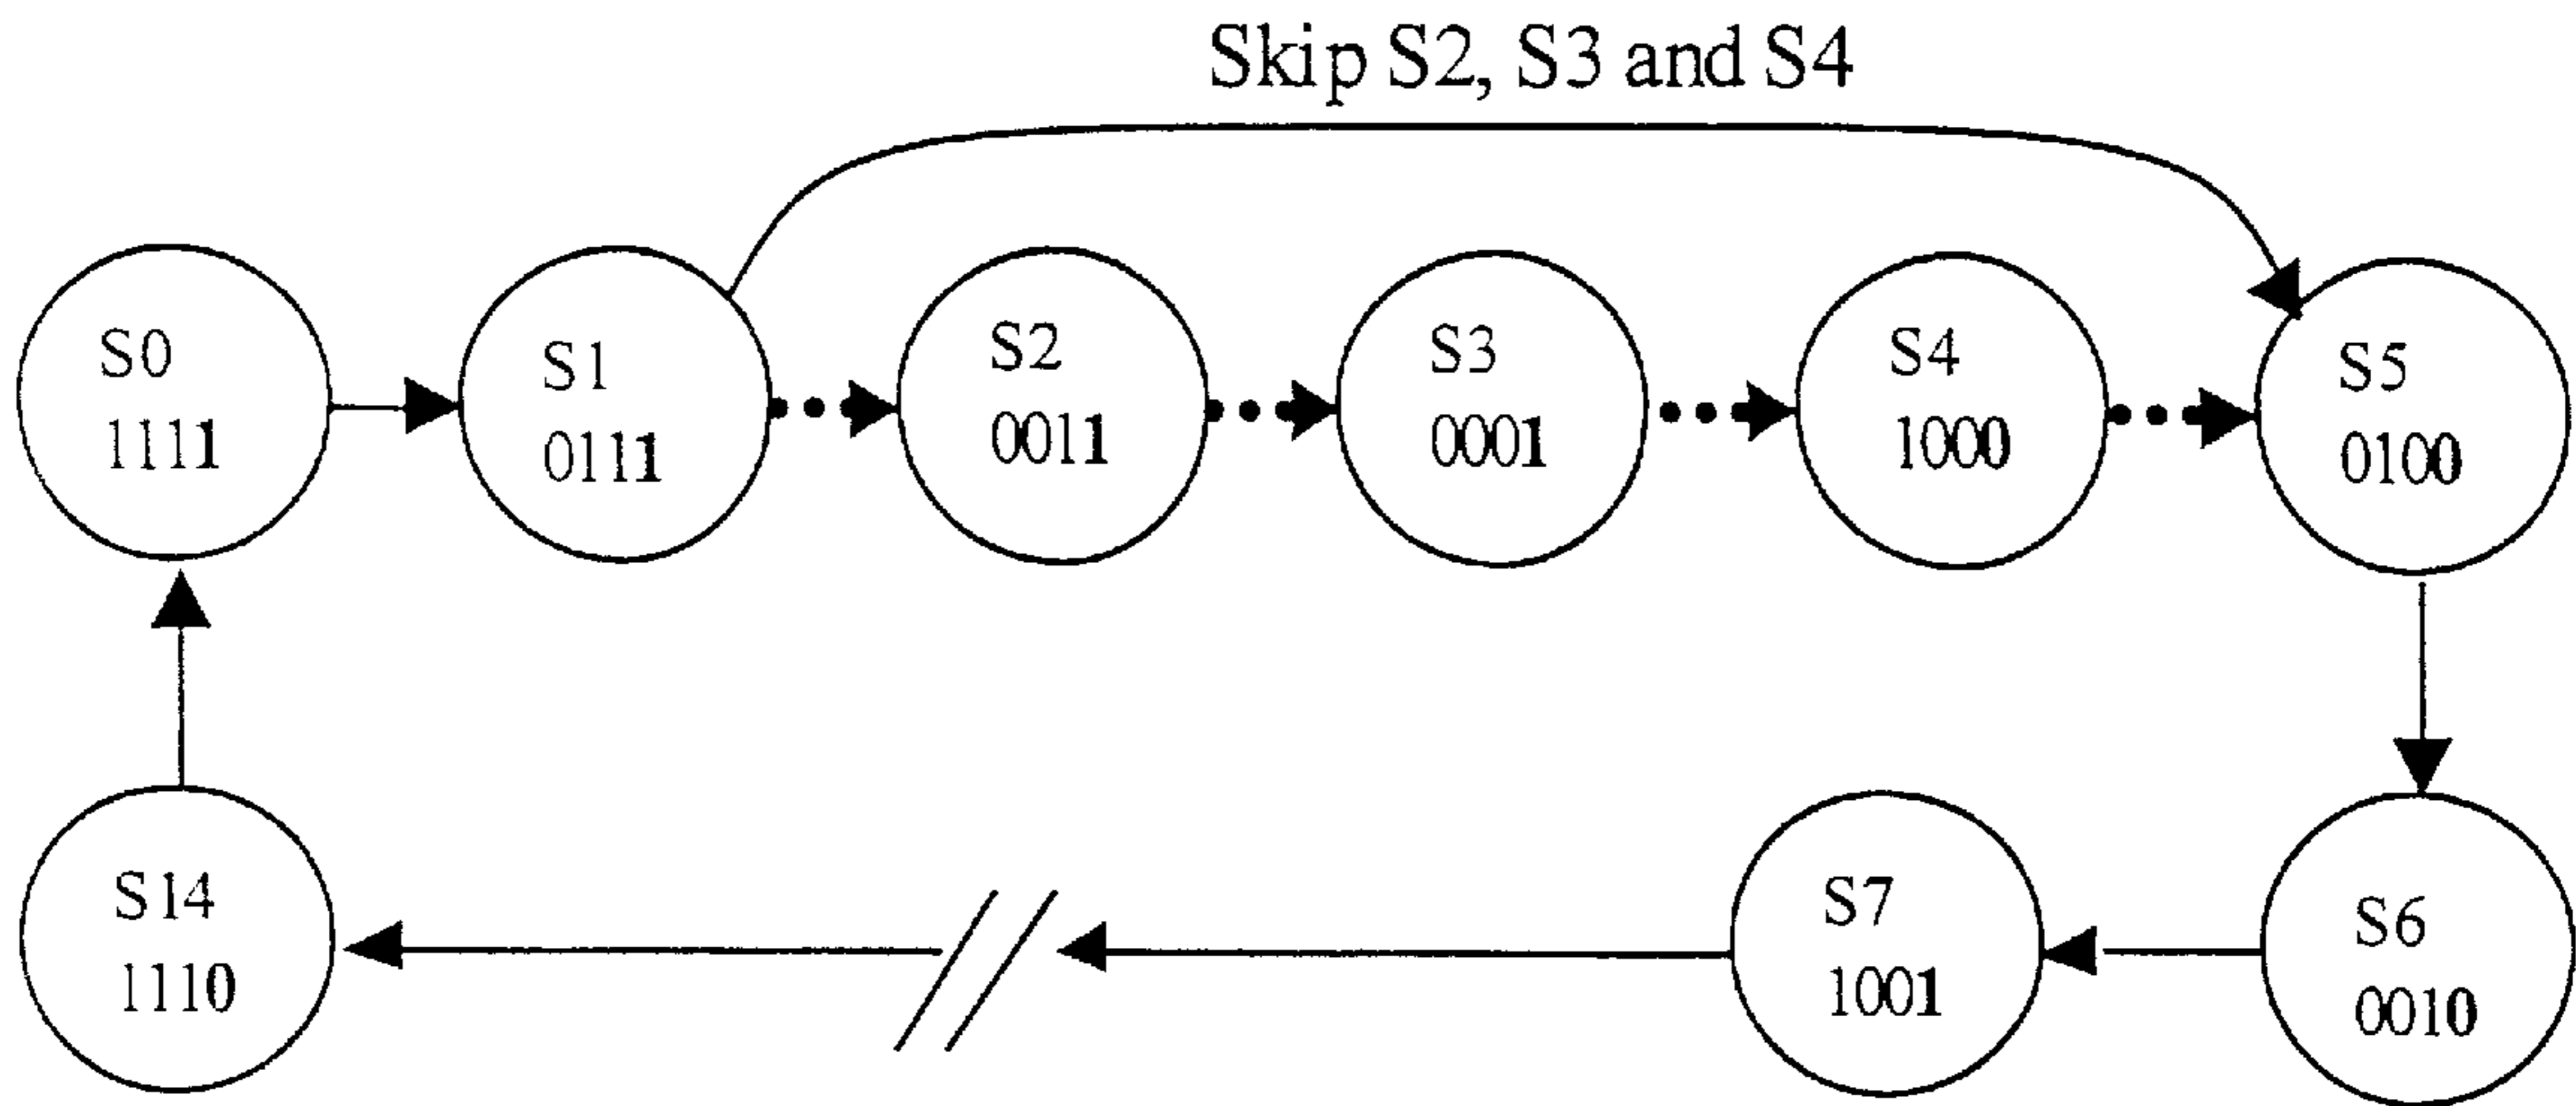 Skip S2, S3 and S4
S0
1111
S1
0111
S2
0011
S3
0001
S4
1000
S5
0100
S14
1110
S7
1001
S6
0010